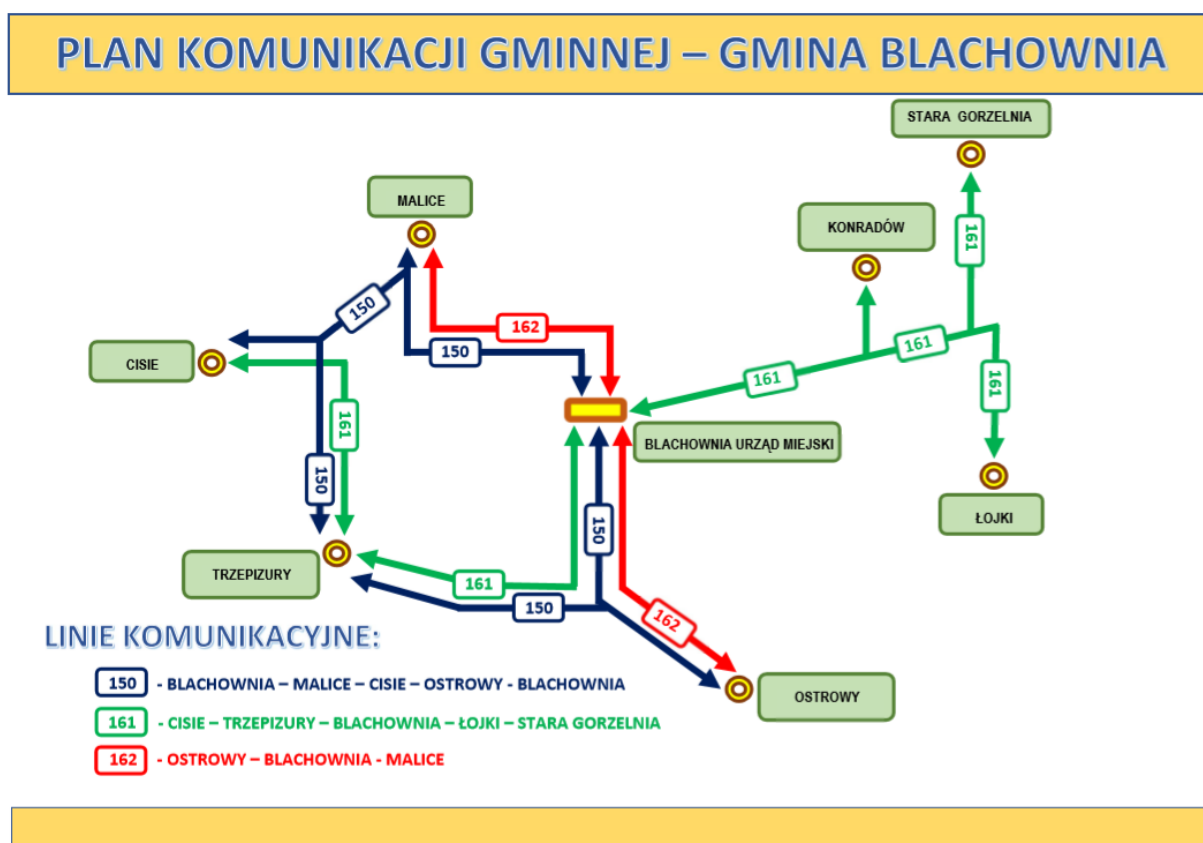 PLAN KOMUNIKACJI GMINNEJ – GMINA BLACHOWNIA
STARA GORZELNIA
MALICE
KONRADÓW
161
150
162
150
161
CISIE
161
161
161
BLACHOWNIA URZĄD MIEJSKI
150
150
ŁOJKI
TRZEPIZURY
161
150
162
LINIE KOMUNIKACYJNE:
OSTROWY
150 - BLACHOWNIA – MALICE – CISIE – OSTROWY - BLACHOWNIA
161 - CISIE – TRZEPIZURY – BLACHOWNIA – ŁOJKI – STARA GORZELNIA
162 - OSTROWY – BLACHOWNIA - MALICE